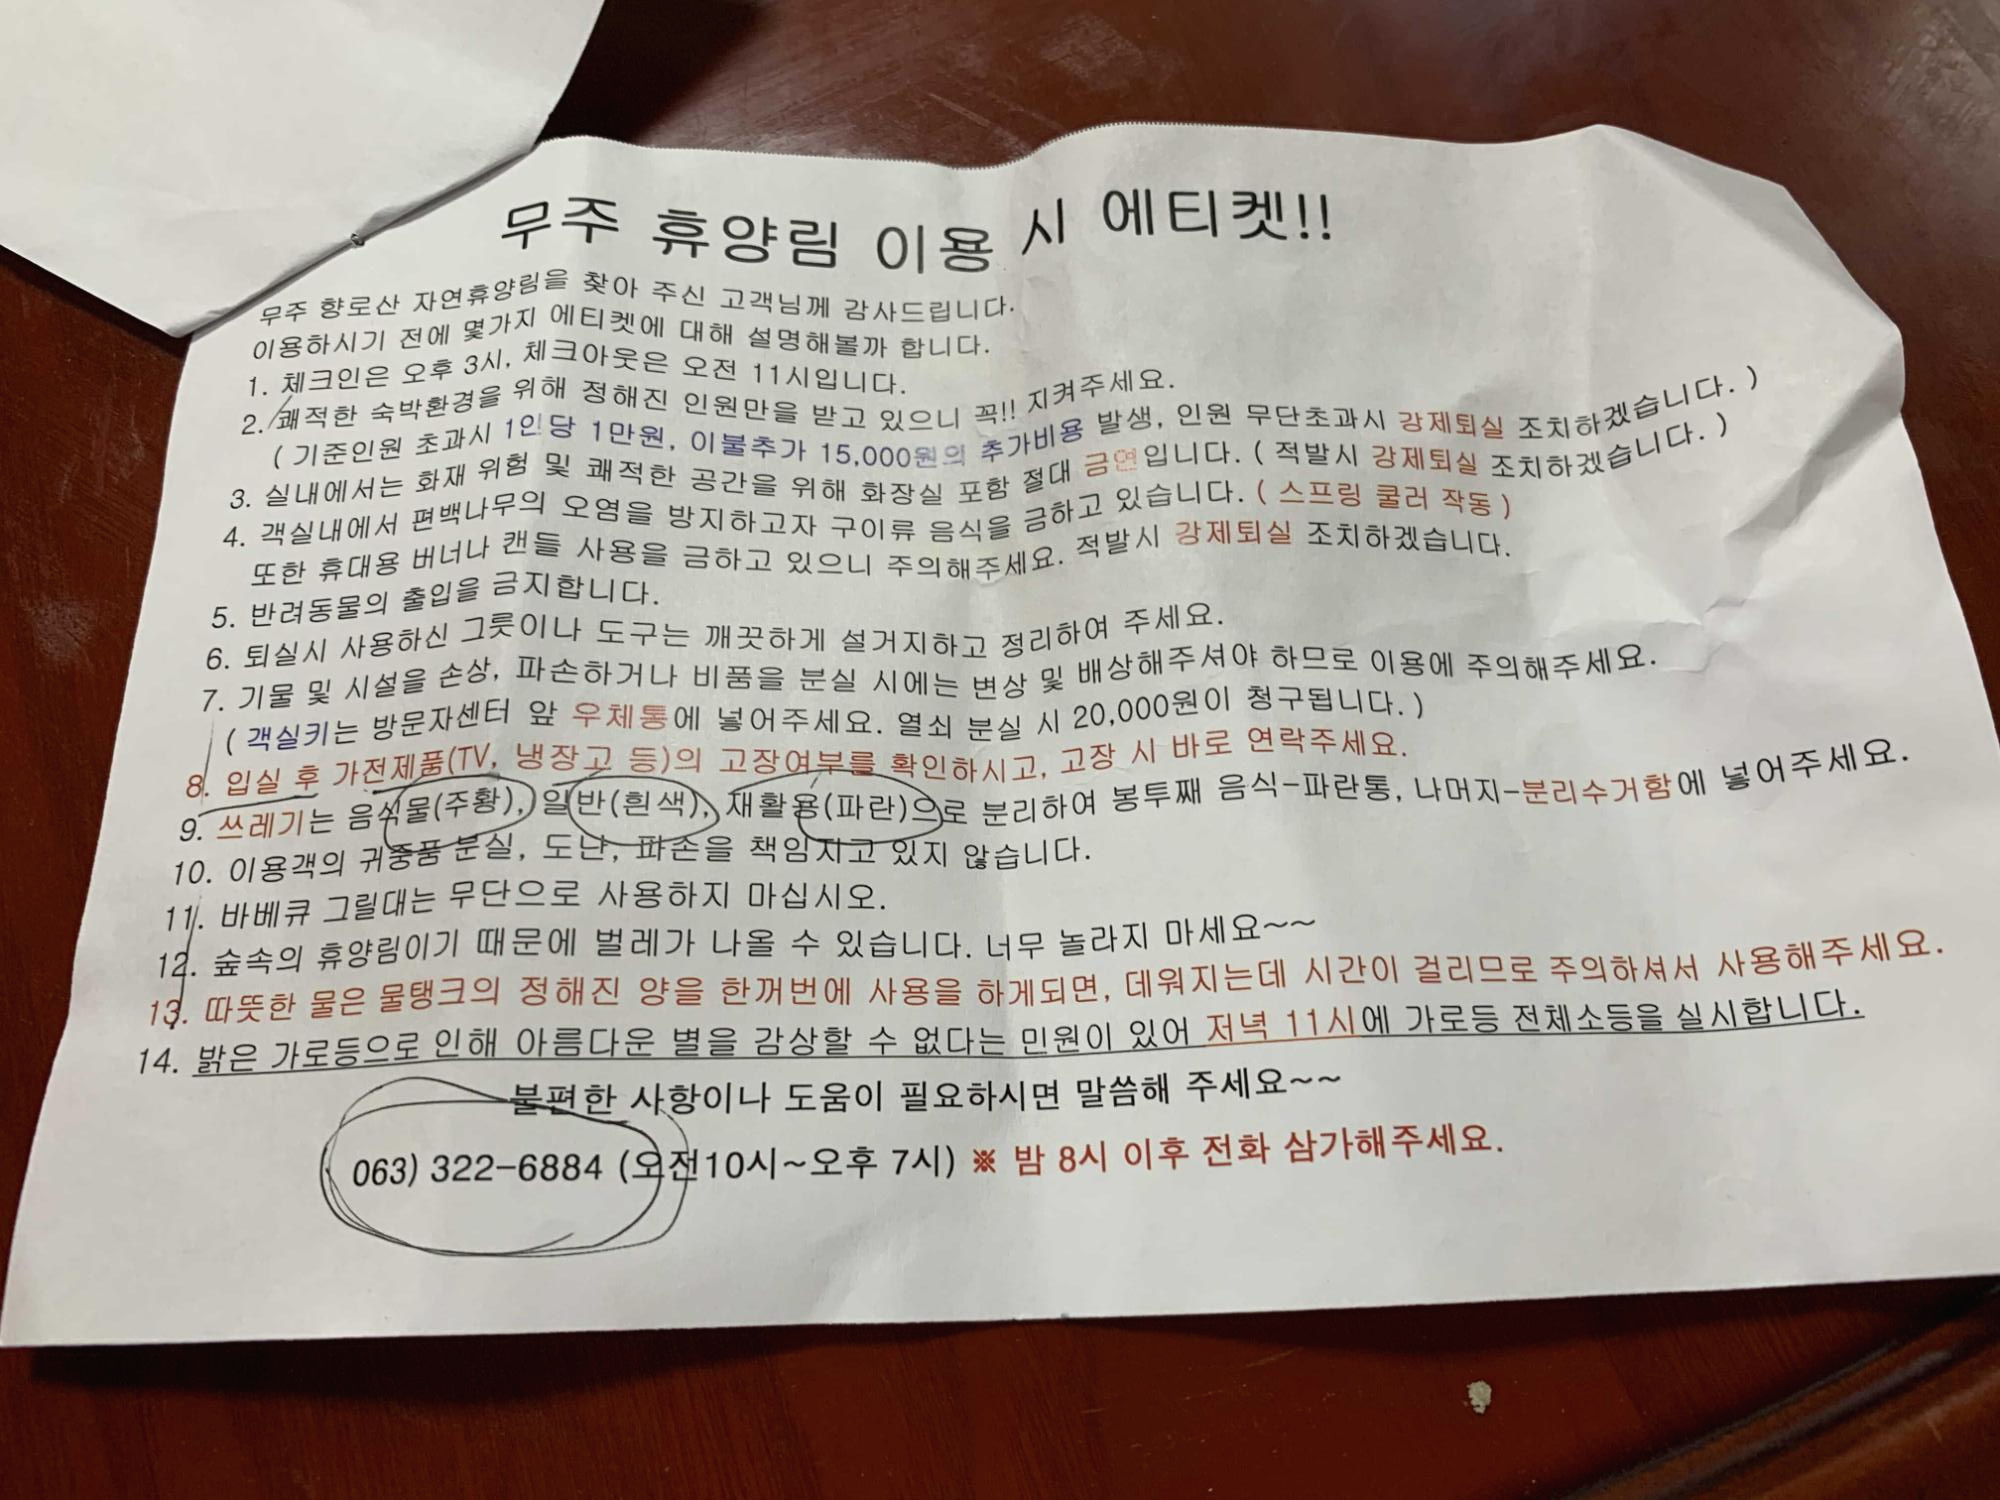 무주 휴양림 이용 시 에티켓!!
무주 향로산 자연휴양림을 찾아 주신 고객님께 감사드립니다.
이용하시기 전에 몇가지 에티켓에 대해 설명해볼까 합니다.
1. 체크인은 오후 3시, 체크아웃은 오전 11시입니다.
2. 쾌적한 숙박환경을 위해 정해진 인원만을 받고 있으니 꼭!! 지켜주세요.
( 기준인원 초과시 1인당 1만원, 이불추가 15,000원의 추가비용 발생, 인원 무단초과시 강제퇴실 조치하겠습니다. )
3. 실내에서는 화재 위험 및 쾌적한 공간을 위해 화장실 포함 절대 금연입니다. ( 적발시 강제퇴실 조치하겠습니다. )
4. 객실내에서 편백나무의 오염을 방지하고자 구이류 음식을 금하고 있습니다. ( 스프링 쿨러 작동 )
또한 휴대용 버너나 캔들 사용을 금하고 있으니 주의해주세요. 적발시 강제퇴실 조치하겠습니다.
5. 반려동물의 출입을 금지합니다.
6. 퇴실시 사용하신 그릇이나 도구는 깨끗하게 설거지하고 정리하여 주세요.
7. 기물 및 시설을 손상, 파손하거나 비품을 분실 시에는 변상 및 배상해주셔야 하므로 이용에 주의해주세요.
( 객실키는 방문자센터 앞 우체통에 넣어주세요. 열쇠 분실 시 20,000원이 청구됩니다. )
8. 입실 후 가전제품(TV, 냉장고 등)의 고장여부를 확인하시고, 고장 시 바로 연락주세요.
9. 쓰레기는 음식물(주황), 일반(흰색), 재활용(파란)으로 분리하여 봉투째 음식-파란통, 나머지-분리수거함에 넣어주세요.
10. 이용객의 귀중품 분실, 도난, 파손을 책임지고 있지 않습니다.
11. 바베큐 그릴대는 무단으로 사용하지 마십시오.
12. 숲속의 휴양림이기 때문에 벌레가 나올 수 있습니다. 너무 놀라지 마세요~~
13. 따뜻한 물은 물탱크의 정해진 양을 한꺼번에 사용을 하게되면, 데워지는데 시간이 걸리므로 주의하셔서 사용해주세요.
14. 밝은 가로등으로 인해 아름다운 별을 감상할 수 없다는 민원이 있어 저녁 11시에 가로등 전체소등을 실시합니다.
불편한 사항이나 도움이 필요하시면 말씀해 주세요~~
063) 322-6884 (오전10시~오후 7시) ※ 밤 8시 이후 전화 삼가해주세요.